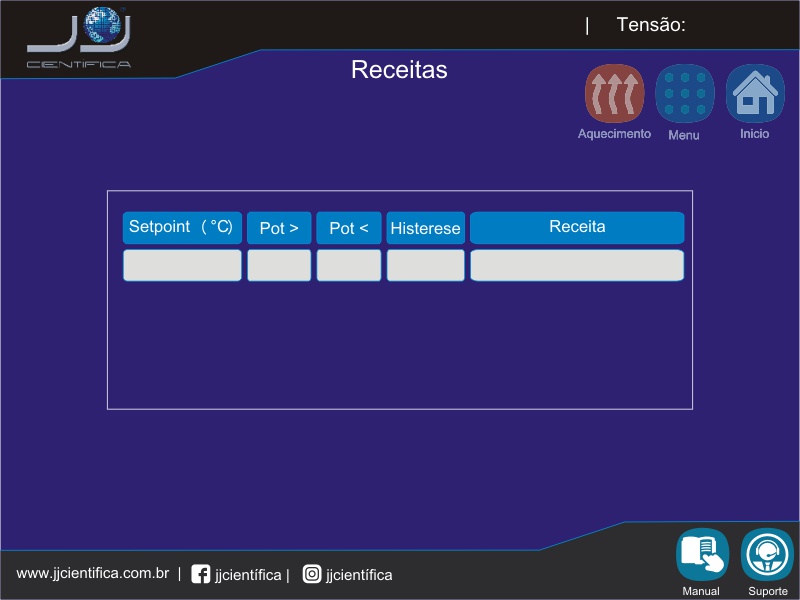 | Tensão:
JJ
CIENTIFICA
Receitas
Aquecimento Menu Inicio
Setpoint (°C) Pot > Pot < Histerese Receita
www.jjcientifica.com.br | jjcientífica | jjcientífica
Manual Suporte